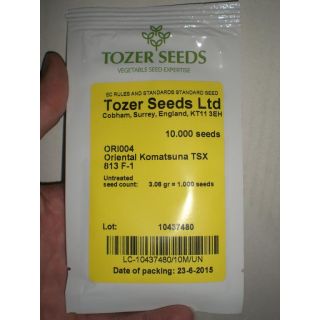 TOZER SEEDS
VEGETABLE SEED EXPERTISE
EC RULES AND STANDARDS STANDARD SEED
Tozer Seeds Ltd
Cobham, Surrey, England, KT11 3EH
10.000 seeds
ORI004
Oriental Komatsuna TSX
813 F-1
Untreated
seed count: 3.06 gr = 1.000 seeds
Lot: 10437480
LC-10437480/10M/UN
Date of packing: 23-6-2015